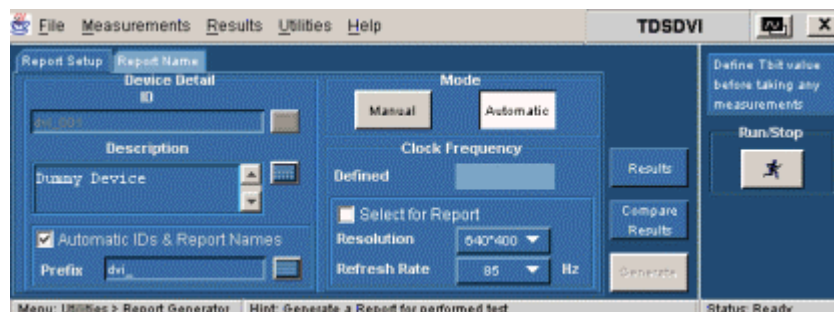 File Measurements Results Utilities Help TDSDVI X
Report Setup Report Name
Device Detail
ID
dvi_001
Description
Dummy Device
Automatic IDs & Report Names
Prefix dvi_
Mode
Manual Automatic
Clock Frequency
Defined
Select for Report
Resolution 640*400
Refresh Rate 85 Hz
Results
Compare
Results
Generate
Define Tbit value
before taking any
measurements
Run/Stop
Menu: Utilities > Report Generator Hint: Generate a Report for performed test Status: Ready